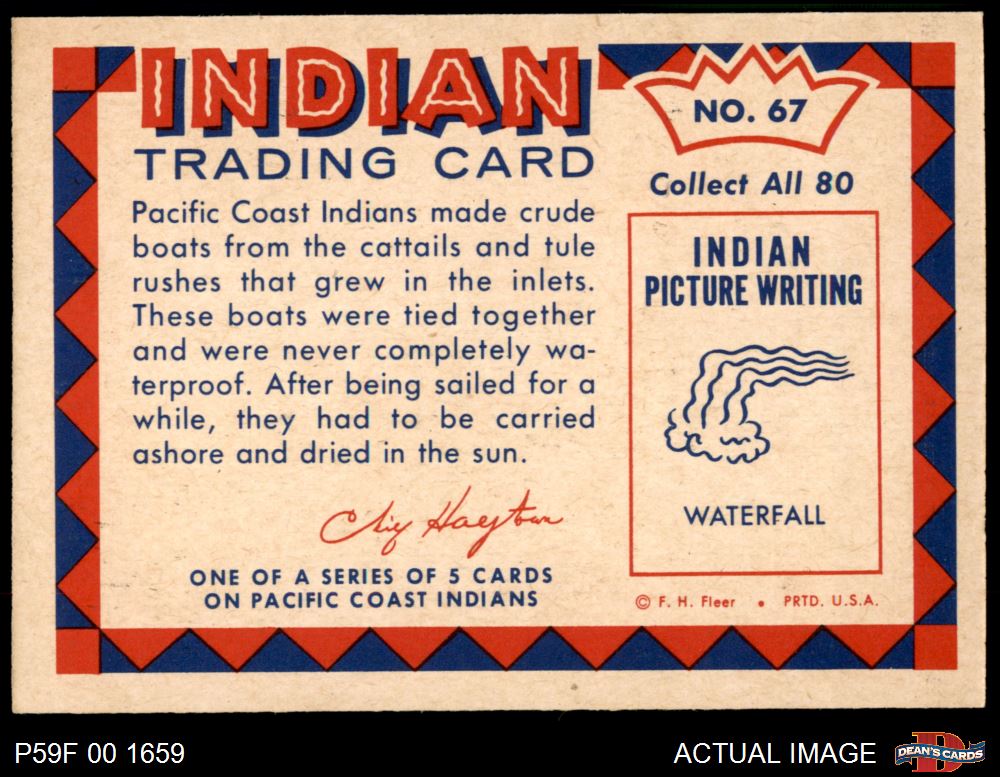 INDIAN
TRADING CARD
Pacific Coast Indians made crude
boats from the cattails and tule
rushes that grew in the inlets.
These boats were tied together
and were never completely wa-
terproof. After being sailed for a
while, they had to be carried
ashore and dried in the sun.
ONE OF A SERIES OF 5 CARDS
ON PACIFIC COAST INDIANS
NO. 67
Collect All 80
INDIAN
PICTURE WRITING
WATERFALL
© F. H. Fleer • PRTD. U.S.A.
P59F 00 1659
ACTUAL IMAGE
DEAN'S CARDS